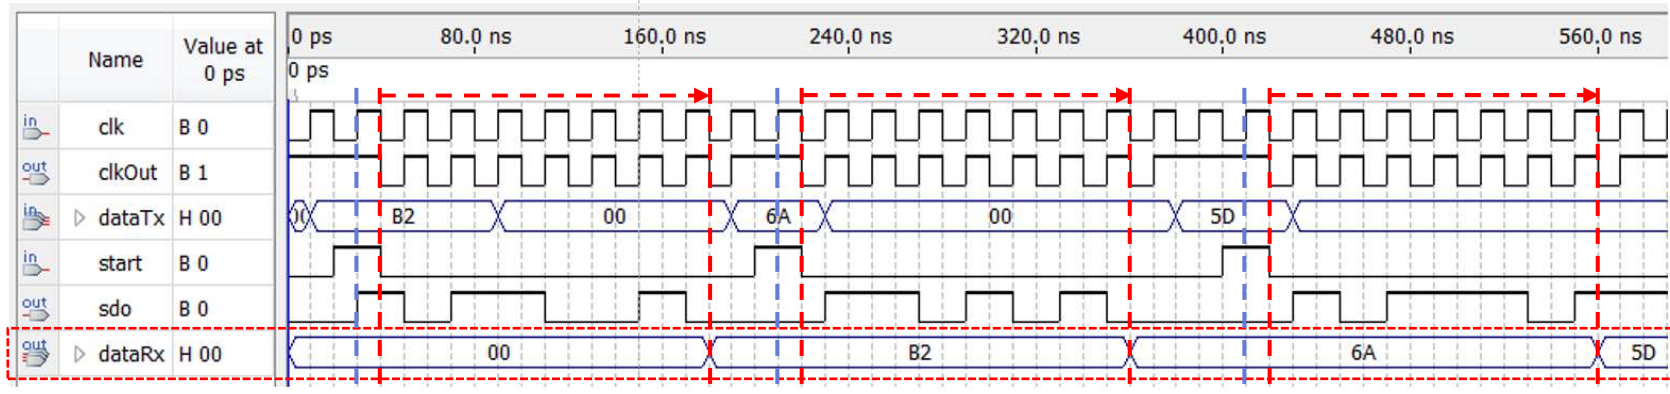 Name Value at 0 ps
0 ps 80.0 ns 160.0 ns 240.0 ns 320.0 ns 400.0 ns 480.0 ns 560.0 ns
0 ps
in clk B 0
out clkOut B 1
in dataTx H 00 00 B2 00 6A 00 5D
in start B 0
out sdo B 0
out dataRx H 00 00 B2 6A 5D